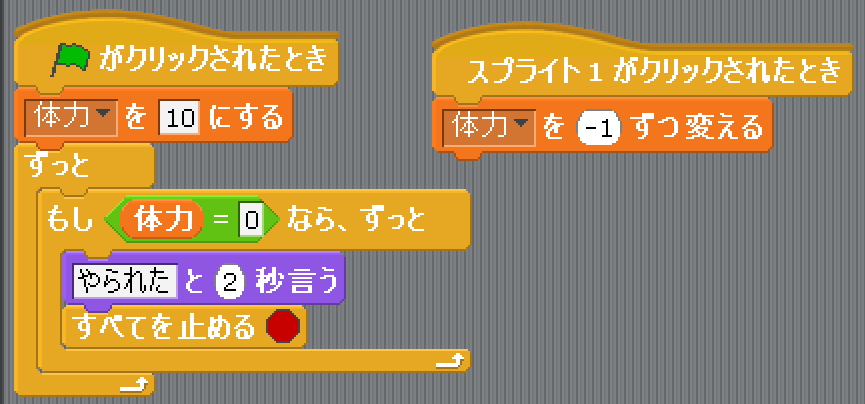 がクリックされたとき
体力 を 10 にする
ずっと
もし 体力 = 0 なら、ずっと
やられた と 2 秒言う
すべてを止める
スプライト1 がクリックされたとき
体力 を -1 ずつ変える